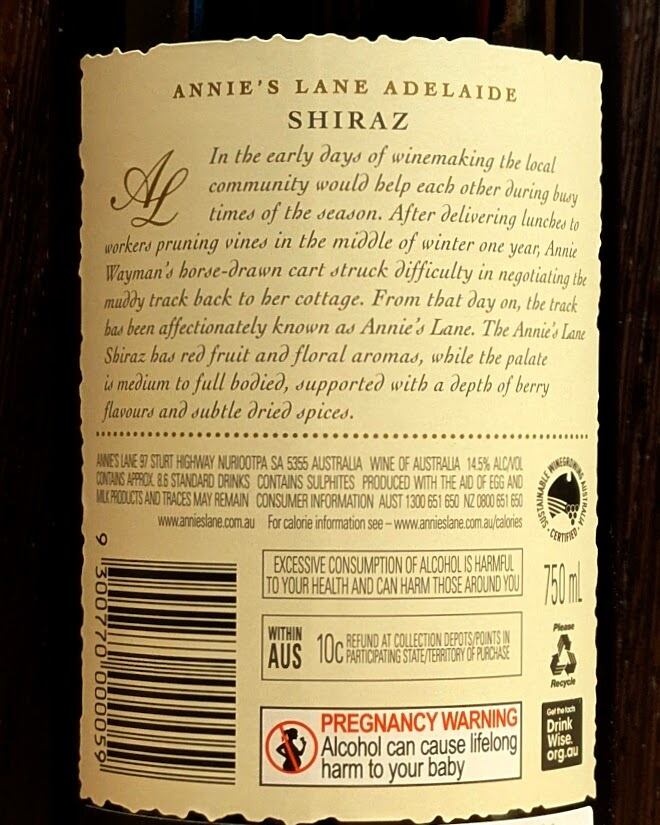 ANNIE'S LANE ADELAIDE
SHIRAZ
AL
In the early days of winemaking the local
community would help each other during busy
times of the season. After delivering lunches to
workers pruning vines in the middle of winter one year, Annie
Wayman's horse-drawn cart struck difficulty in negotiating the
muddy track back to her cottage. From that day on, the track
has been affectionately known as Annie's Lane. The Annie's Lane
Shiraz has red fruit and floral aromas, while the palate
is medium to full bodied, supported with a depth of berry
flavours and subtle dried spices.
ANNIE'S LANE 97 STURT HIGHWAY NURIOOTPA SA 5355 AUSTRALIA WINE OF AUSTRALIA 14.5% ALC/VOL
CONTAINS APPROX. 8.6 STANDARD DRINKS CONTAINS SULPHITES PRODUCED WITH THE AID OF EGG AND
MILK PRODUCTS AND TRACES MAY REMAIN CONSUMER INFORMATION AUST 1300 651 650 NZ 0800 651 650
www.annieslane.com.au For calorie information see – www.annieslane.com.au/calories
SUSTAINABLE WINEGROWING AUSTRALIA
• CERTIFIED •
9 300770 000059
EXCESSIVE CONSUMPTION OF ALCOHOL IS HARMFUL
TO YOUR HEALTH AND CAN HARM THOSE AROUND YOU
750 mL
WITHIN
AUS
10c
REFUND AT COLLECTION DEPOTS/POINTS IN
PARTICIPATING STATE/TERRITORY OF PURCHASE
Please
Recycle
PREGNANCY WARNING
Alcohol can cause lifelong
harm to your baby
Get the facts
Drink
Wise.
org.au